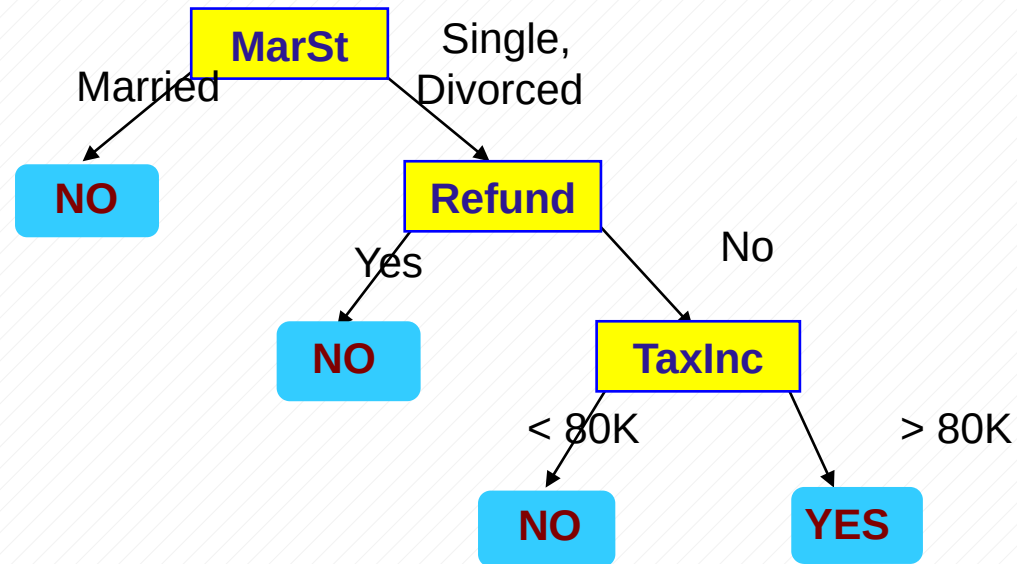 MarSt
Single,
Married
Divorced
NO
Refund
Yes
No
NO
TaxInc
< 80K
> 80K
NO
YES